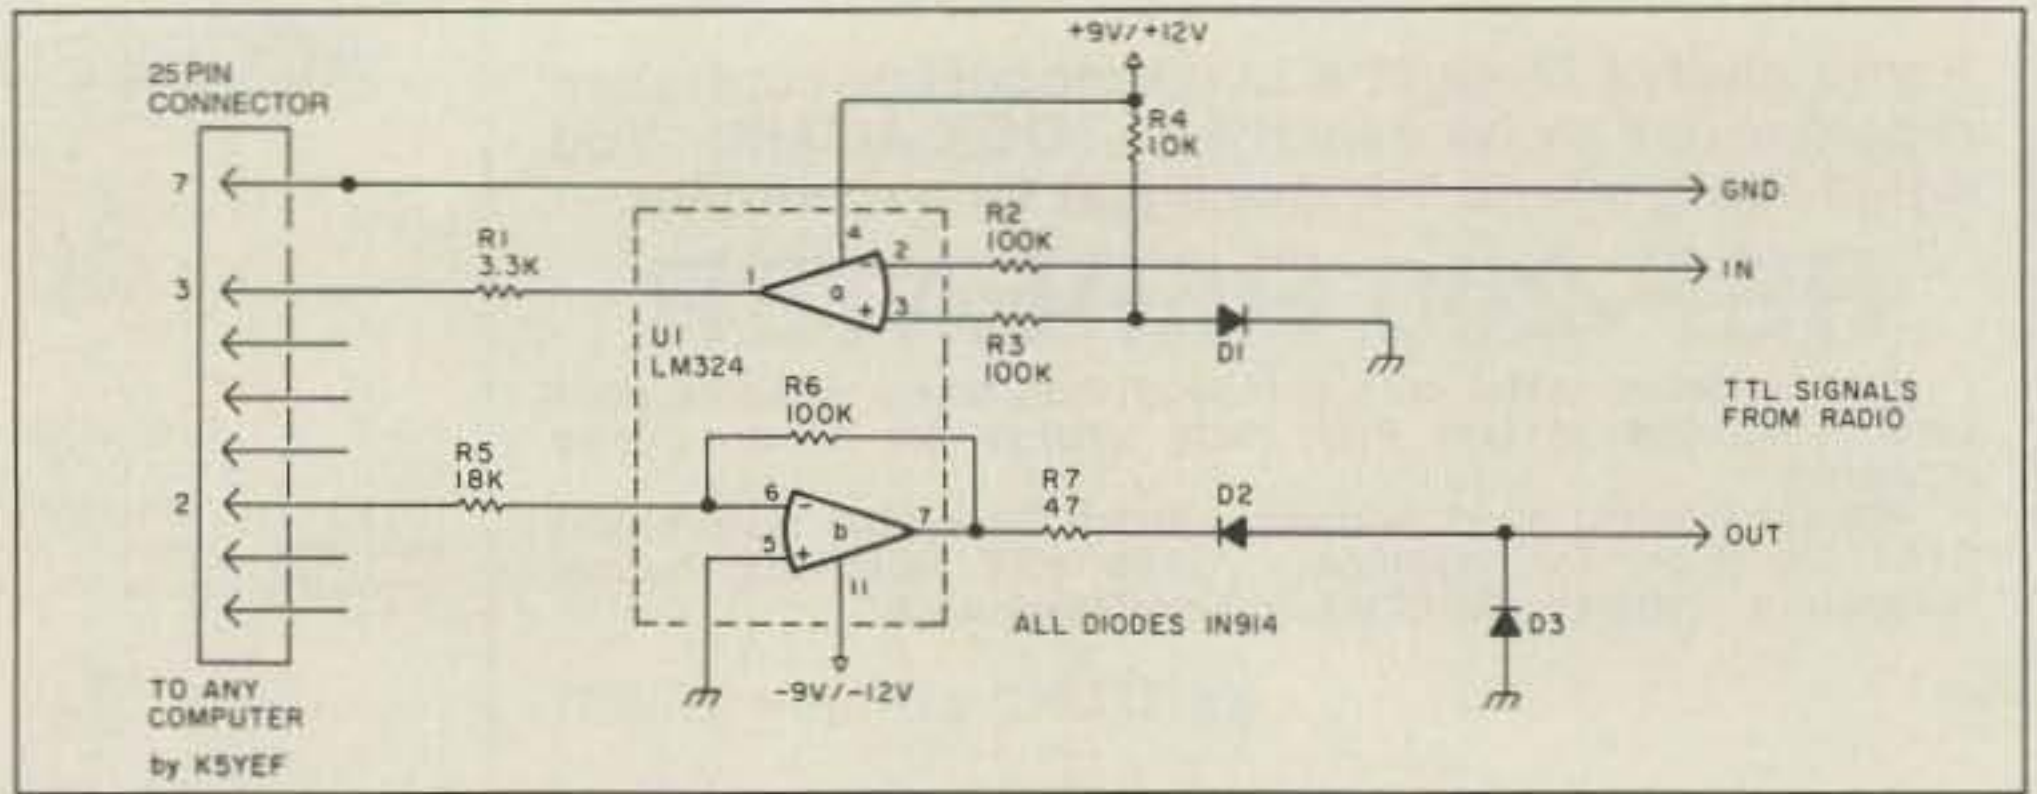 +9V/+12V
25 PIN
CONNECTOR
R4
10K
7
GND
R2
100K
4
R1
3.3K
2
IN
1
a
-
3
+
3
U1
LM324
R3
100K
D1
R6
100K
TTL SIGNALS
FROM RADIO
R5
18K
R7
47
D2
2
6
-
7
b
5
+
OUT
11
ALL DIODES IN914
D3
TO ANY
COMPUTER
-9V/-12V
by K5YEF